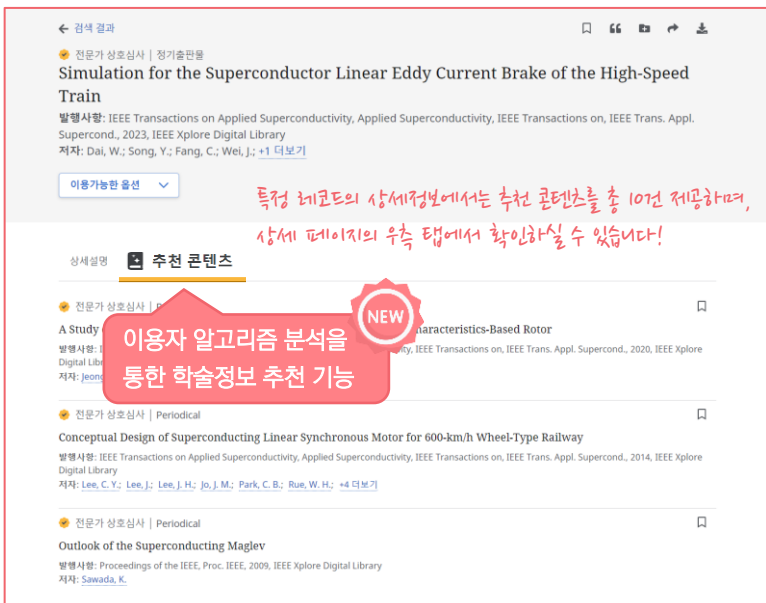 ← 검색 결과
전문가 상호심사 | 정기출판물
Simulation for the Superconductor Linear Eddy Current Brake of the High-Speed
Train
발행사항: IEEE Transactions on Applied Superconductivity, Applied Superconductivity, IEEE Transactions on, IEEE Trans. Appl.
Supercond., 2023, IEEE Xplore Digital Library
저자: Dai, W.; Song, Y.; Fang, C.; Wei, J.; +1 더보기
이용가능한 옵션
특정 레코드의 상세정보에서는 추천 콘텐츠를 총 10건 제공하며,
상세 페이지의 우측 탭에서 확인하실 수 있습니다!
상세설명 추천 콘텐츠
전문가 상호심사 |
NEW
A Study
haracteristics-Based Rotor
이용자 알고리즘 분석을
통한 학술정보 추천 기능
발행사항:
ity, IEEE Transactions on, IEEE Trans. Appl. Supercond., 2020, IEEE Xplore
Digital Lib
저자: Jeong
전문가 상호심사 | Periodical
Conceptual Design of Superconducting Linear Synchronous Motor for 600-km/h Wheel-Type Railway
발행사항: IEEE Transactions on Applied Superconductivity, Applied Superconductivity, IEEE Transactions on, IEEE Trans. Appl. Supercond., 2014, IEEE Xplore
Digital Library
저자: Lee, C. Y.; Lee, J.; Lee, J. H.; Jo, J. M.; Park, C. B.; Rue, W. H.; +4 더보기
전문가 상호심사 | Periodical
Outlook of the Superconducting Maglev
발행사항: Proceedings of the IEEE, Proc. IEEE, 2009, IEEE Xplore Digital Library
저자: Sawada, K.